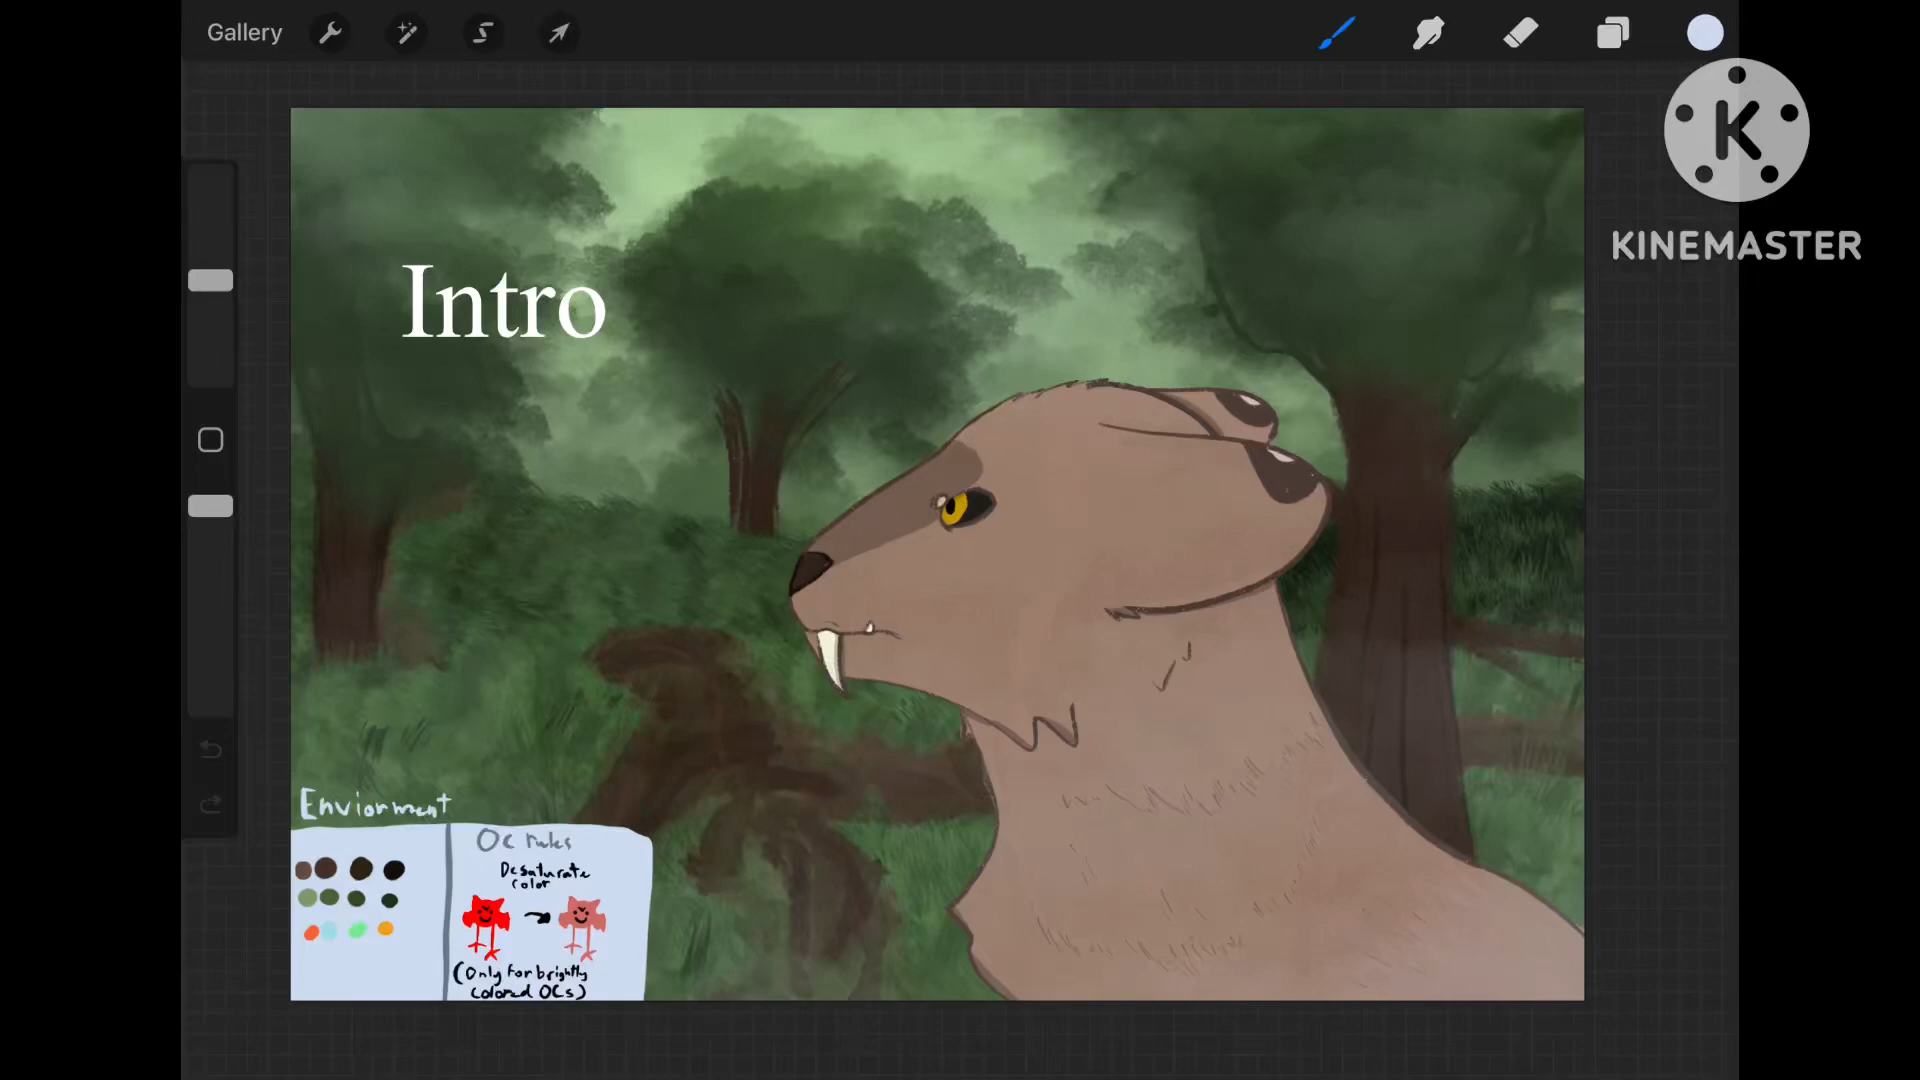 Gallery
K
KINEMASTER
Intro
Enviorment
Oc rules
Desaturate
color
(Only for brightly
colored OCs)